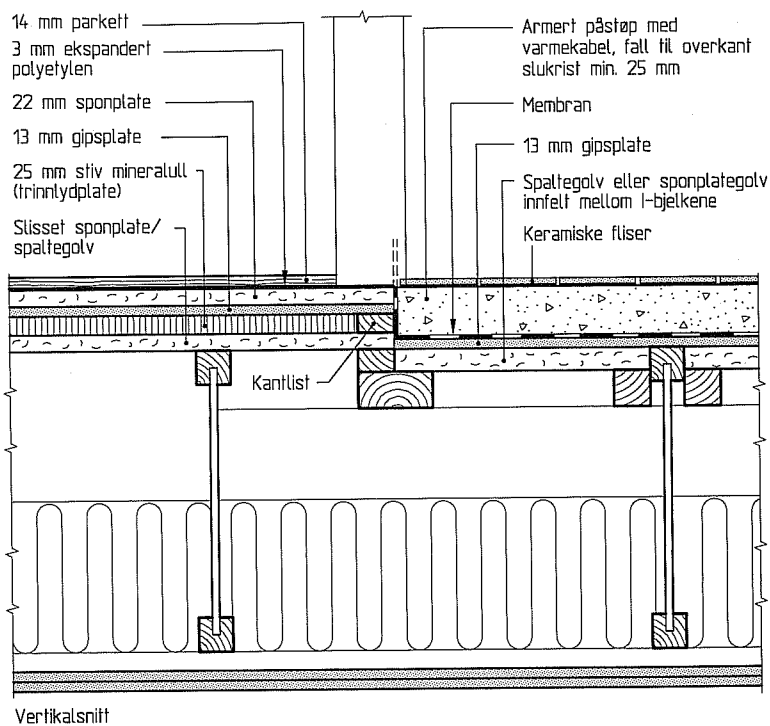 14 mm parkett
3 mm ekspandert
polyetylen
22 mm sponplate
13 mm gipsplate
25 mm stiv mineralull
(trinnlydplate)
Slisset sponplate/
spaltegolv
Kantlist
Armert påstøp med
varmekabel, fall til overkant
slukrist min. 25 mm
Membran
13 mm gipsplate
Spaltegolv eller sponplategolv
innfelt mellom I-bjelkene
Keramiske fliser
Vertikalsnitt